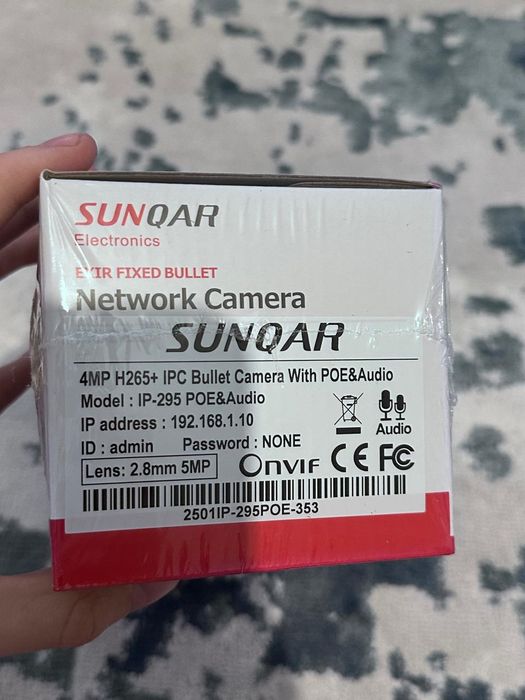 SUNQAR
Electronics
EXIR FIXED BULLET
Network Camera
SUNQAR
4MP H265+ IPC Bullet Camera With POE&Audio
Model : IP-295 POE&Audio
IP address : 192.168.1.10
ID : admin Password : NONE
Audio
Lens: 2.8mm 5MP
ONVIF CE FC
2501IP-295POE-353